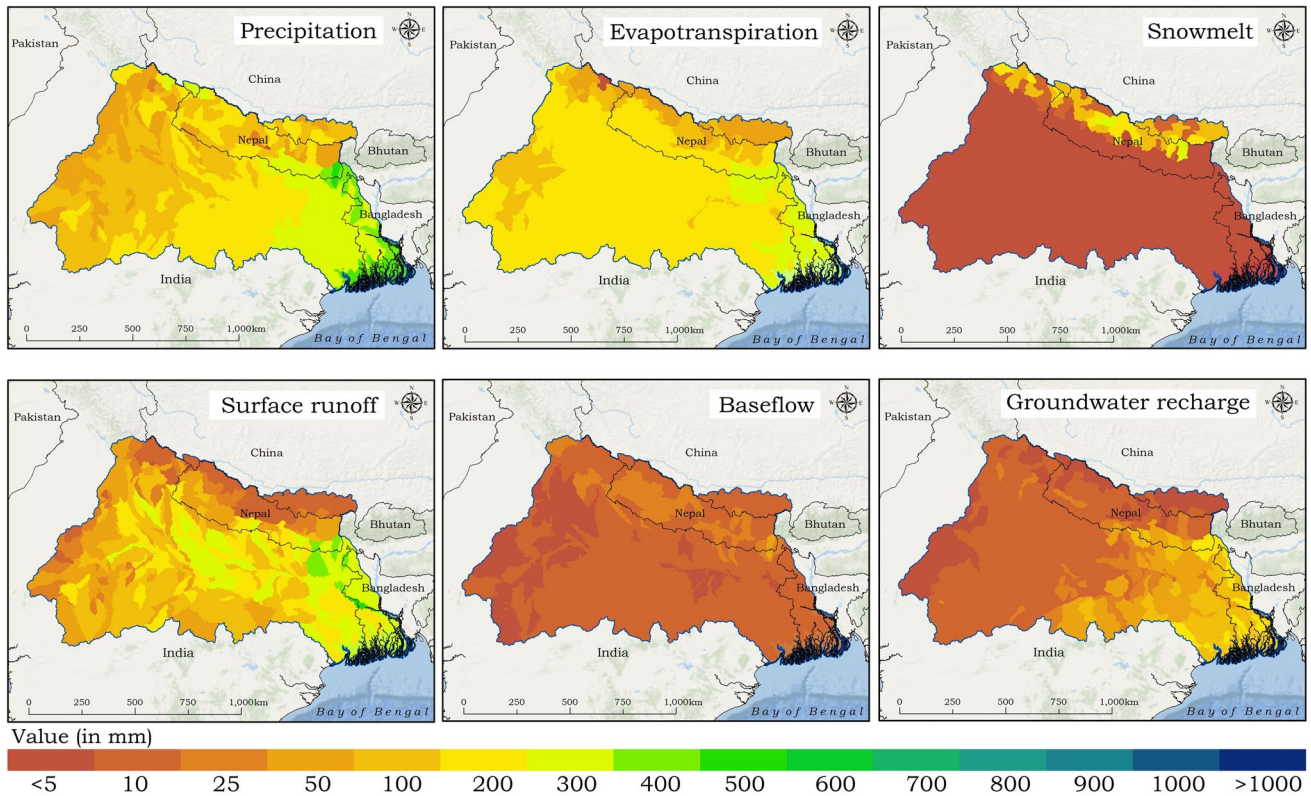 Precipitation
N
W E
S
Pakistan
China
Nepal
Bhutan
Bangladesh
India
0 250 500 750 1,000km
Bay of Bengal
Evapotranspiration
N
W E
S
Pakistan
China
Nepal
Bhutan
Bangladesh
India
0 250 500 750 1,000km
Bay of Bengal
Snowmelt
N
W E
S
Pakistan
China
Nepal
Bhutan
Bangladesh
India
0 250 500 750 1,000km
Bay of Bengal
Surface runoff
N
W E
S
Pakistan
China
Nepal
Bhutan
Bangladesh
India
0 250 500 750 1,000km
Bay of Bengal
Baseflow
N
W E
S
Pakistan
China
Nepal
Bhutan
Bangladesh
India
0 250 500 750 1,000km
Bay of Bengal
Groundwater recharge
N
W E
S
Pakistan
China
Nepal
Bhutan
Bangladesh
India
0 250 500 750 1,000km
Bay of Bengal
Value (in mm)
<5 10 25 50 100 200 300 400 500 600 700 800 900 1000 >1000